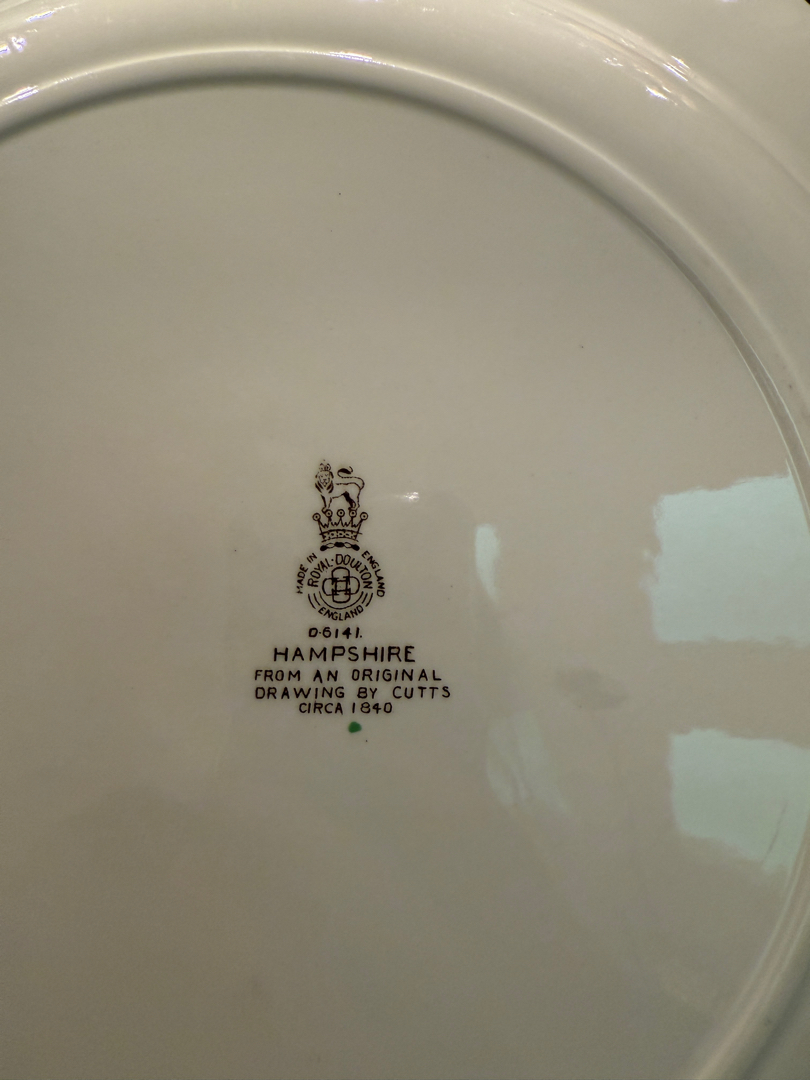 MADE IN ENGLAND
ROYAL·DOULTON
ENGLAND
D·6141.
HAMPSHIRE
FROM AN ORIGINAL
DRAWING BY CUTTS
CIRCA 1840